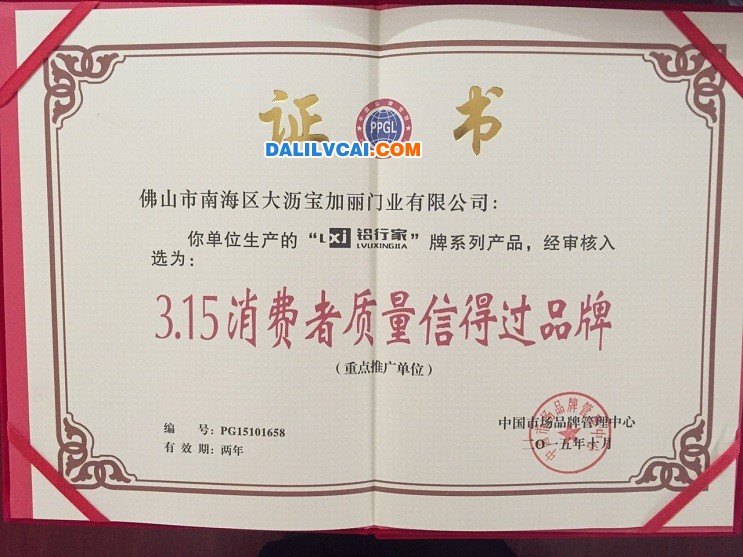 证 PPGL 书
DALILVCAI.COM
佛山市南海区大沥宝加丽门业有限公司：
你单位生产的“Lxj 铝行家 LVUXINGJIA”牌系列产品，经审核入
选为：
3.15消费者质量信得过品牌
（重点推广单位）
编 号：PG15101658
中国市场品牌管理中心
有效期：两年
二〇一五年十月